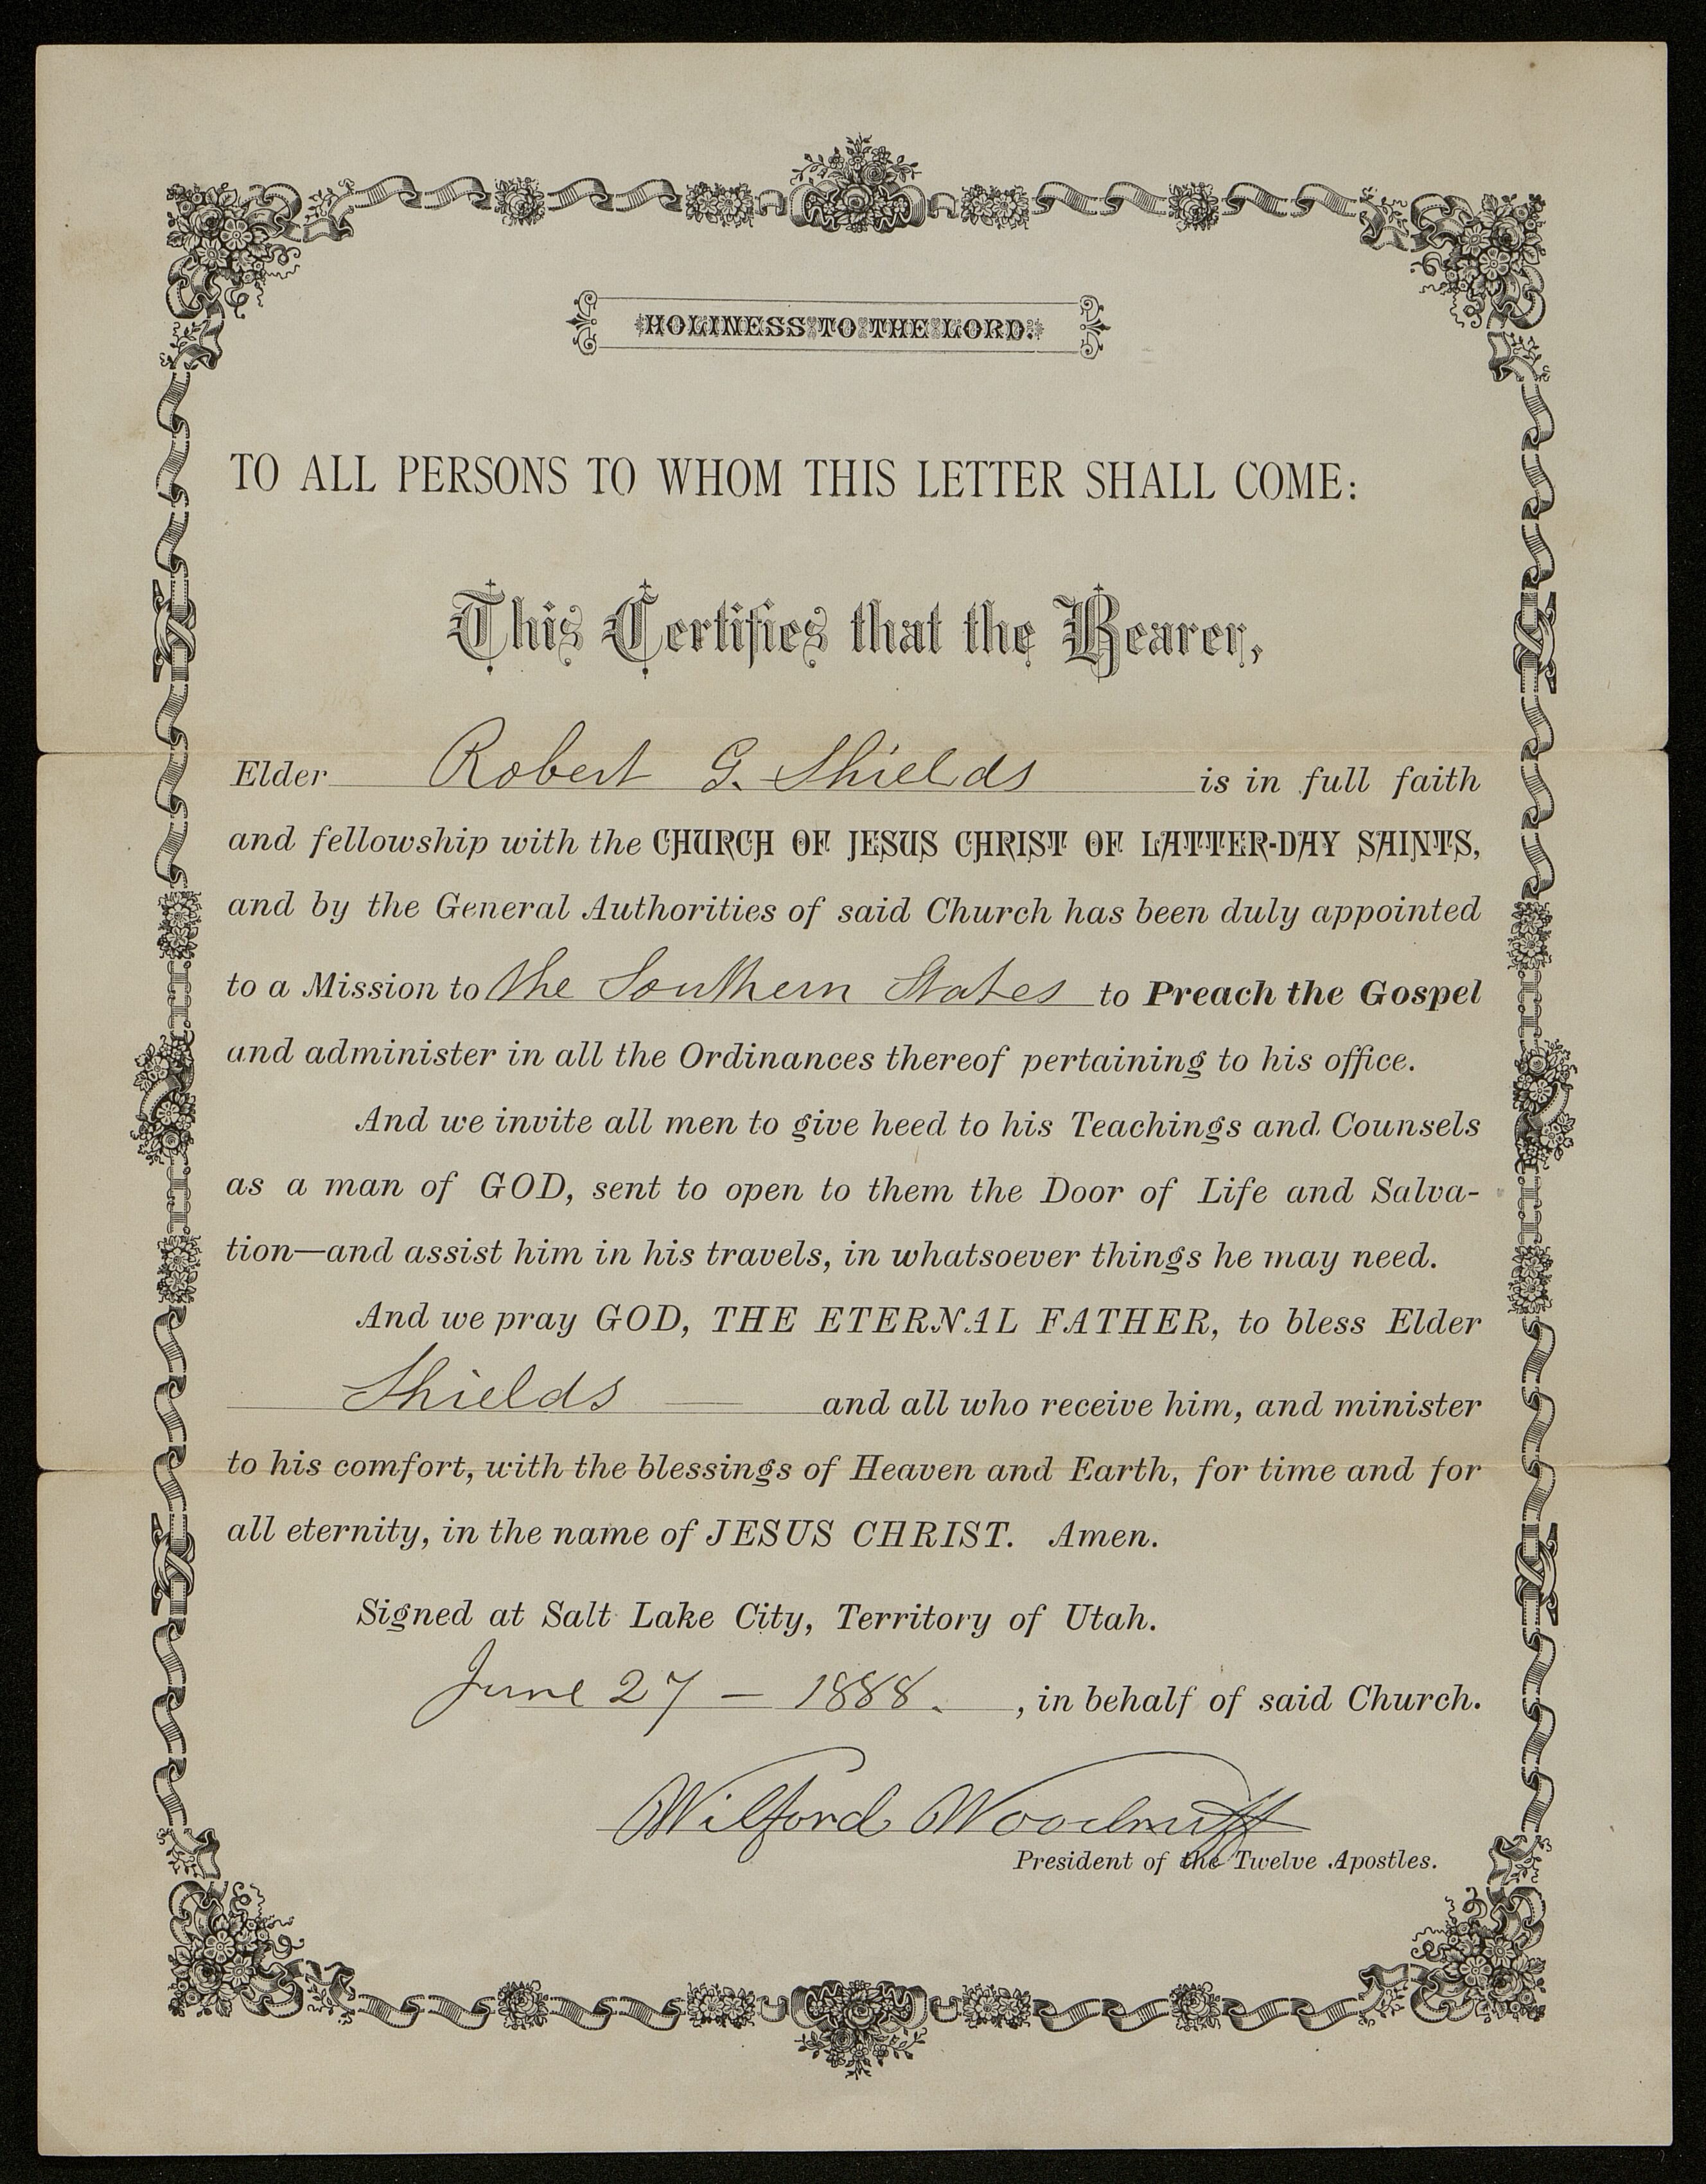 HOLINESS TO THE LORD.
TO ALL PERSONS TO WHOM THIS LETTER SHALL COME:
This Certifies that the Bearer,
Elder Robert G. Shields is in full faith
and fellowship with the CHURCH OF JESUS CHRIST OF LATTER-DAY SAINTS,
and by the General Authorities of said Church has been duly appointed
to a Mission to the Southern States to Preach the Gospel
and administer in all the Ordinances thereof pertaining to his office.
And we invite all men to give heed to his Teachings and Counsels
as a man of GOD, sent to open to them the Door of Life and Salva-
tion—and assist him in his travels, in whatsoever things he may need.
And we pray GOD, THE ETERNAL FATHER, to bless Elder
Shields — and all who receive him, and minister
to his comfort, with the blessings of Heaven and Earth, for time and for
all eternity, in the name of JESUS CHRIST. Amen.
Signed at Salt Lake City, Territory of Utah.
June 27 — 1888. , in behalf of said Church.
Wilford Woodruff
President of the Twelve Apostles.